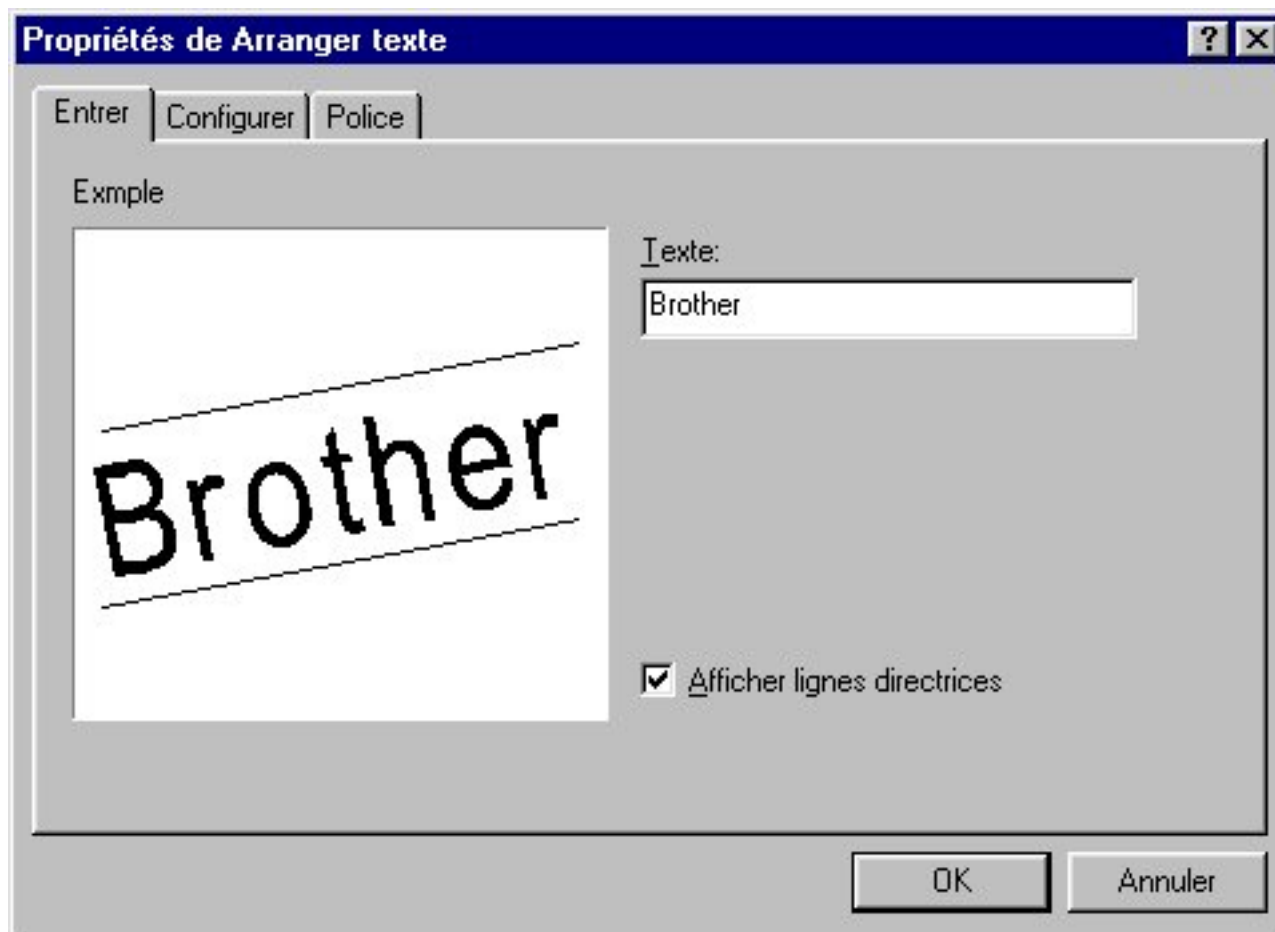 Propriétés de Arranger texte
Entrer Configurer Police
Exmple
Texte:
Brother
Brother
Afficher lignes directrices
OK Annuler